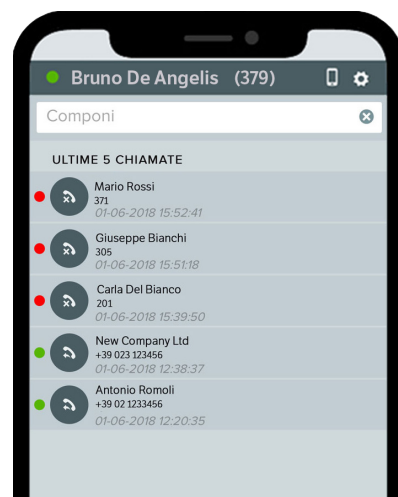 Bruno De Angelis (379)
Componi
ULTIME 5 CHIAMATE
Mario Rossi
371
01-06-2018 15:52:41
Giuseppe Bianchi
305
01-06-2018 15:51:18
Carla Del Bianco
201
01-06-2018 15:39:50
New Company Ltd
+39 023 123456
01-06-2018 12:38:37
Antonio Romoli
+39 02 1233456
01-06-2018 12:20:35